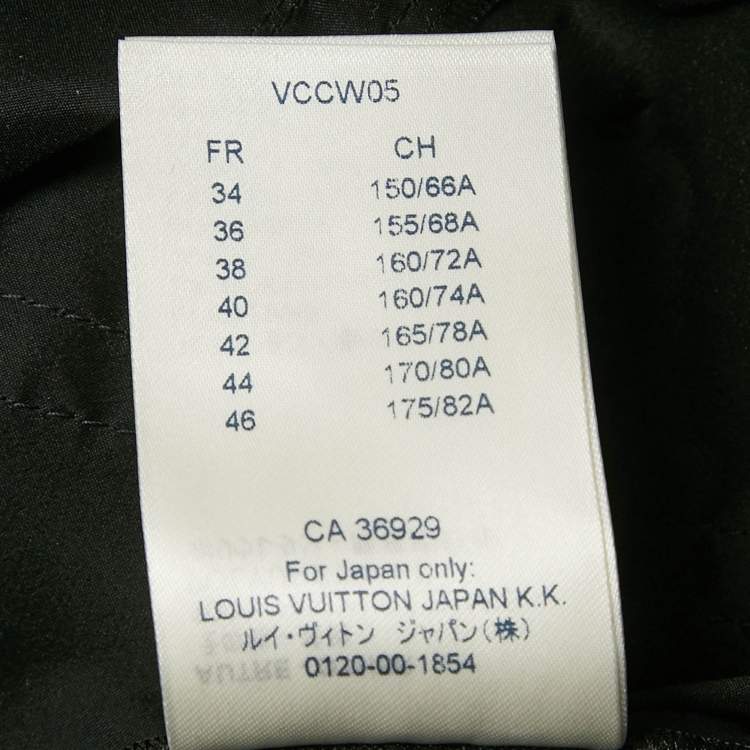 VCCW05
FR CH
34 150/66A
36 155/68A
38 160/72A
40 160/74A
42 165/78A
44 170/80A
46 175/82A
CA 36929
For Japan only:
LOUIS VUITTON JAPAN K.K.
ルイ・ヴィトン ジャパン(株)
0120-00-1854